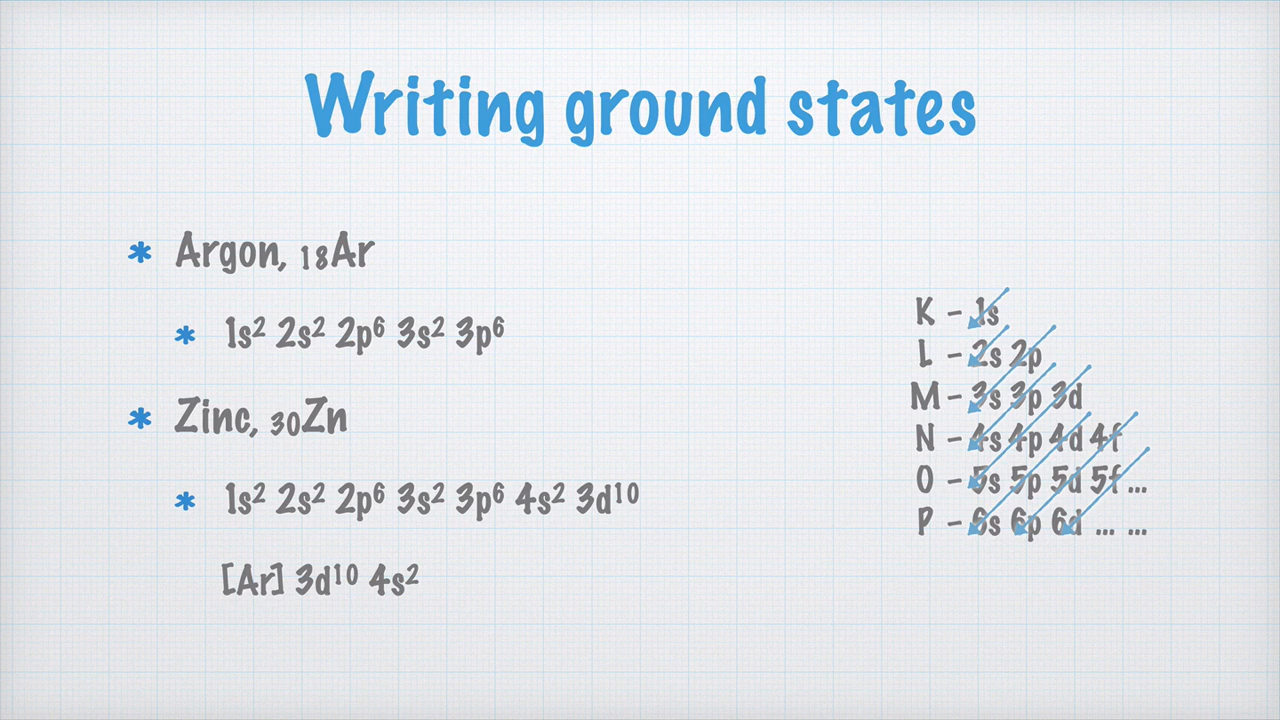 Writing ground states
* Argon, ₁₈Ar
* 1s² 2s² 2p⁶ 3s² 3p⁶
* Zinc, ₃₀Zn
* 1s² 2s² 2p⁶ 3s² 3p⁶ 4s² 3d¹⁰
[Ar] 3d¹⁰ 4s²
K – 1s
L – 2s 2p
M – 3s 3p 3d
N – 4s 4p 4d 4f
O – 5s 5p 5d 5f ...
P – 6s 6p 6d ... ...